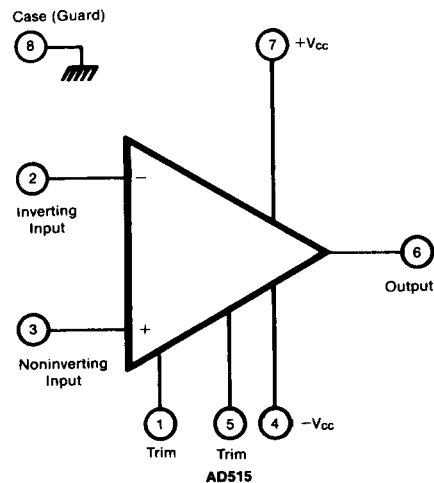 Case (Guard)
8
7
+Vcc
2
−
Inverting
Input
6
Output
3
+
Noninverting
Input
1
5
4
−Vcc
Trim
Trim
AD515